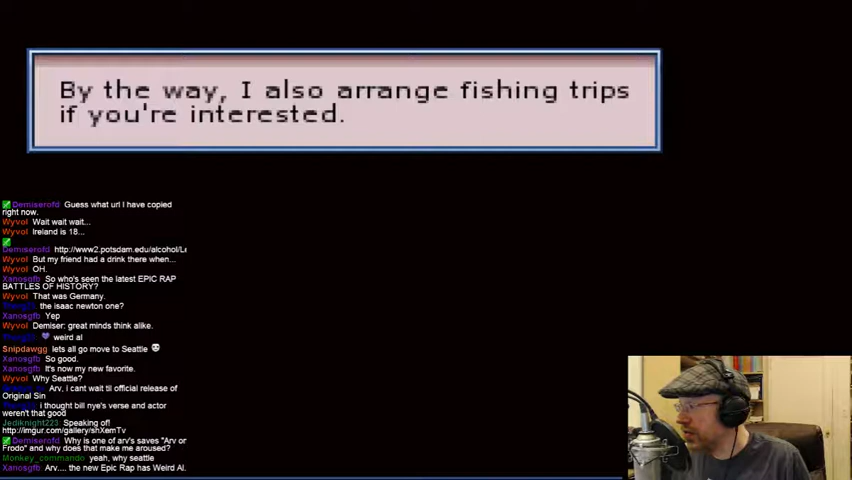 By the way, I also arrange fishing trips
if you're interested.
Demiserofd Guess what url I have copied
right now.
Wyvol Wait wait wait...
Wyvol Ireland is 18...
Demiserofd http://www2.potsdam.edu/alcohol/Le
Wyvol But my friend had a drink there when...
Wyvol OH.
Xanosgfb So who's seen the latest EPIC RAP
BATTLES OF HISTORY?
Wyvol That was Germany.
the isaac newton one?
Xanosgfb Yep
Wyvol Demiser: great minds think alike.
weird al
Snipdawgg lets all go move to Seattle
Xanosgfb So good.
Xanosgfb It's now my new favorite.
Wyvol Why Seattle?
Arv, i cant wait til official release of
Original Sin
i thought bill nye's verse and actor
weren't that good
Jediknight223 Speaking of!
http://imgur.com/gallery/shXemTv
Demiserofd Why is one of arv's saves "Arv or
Frodo" and why does that make me aroused?
Monkey_commando yeah, why seattle
Xanosgfb Arv.... the new Epic Rap has Weird Al.